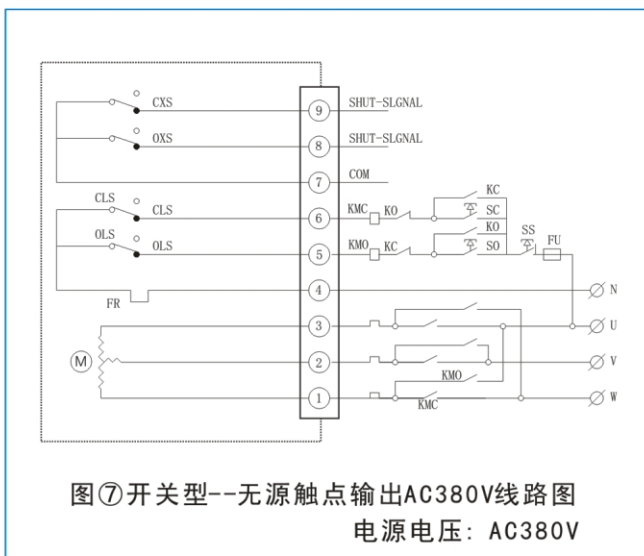 CXS
9
SHUT-SLGNAL
OXS
8
SHUT-SLGNAL
7
COM
CLS
CLS
6
KMC
KO
KC
SC
KO
OLS
OLS
5
KMO
KC
SO
SS
FU
FR
4
N
3
U
M
2
V
KMO
1
KMC
W
图⑦开关型--无源触点输出AC380V线路图
电源电压: AC380V